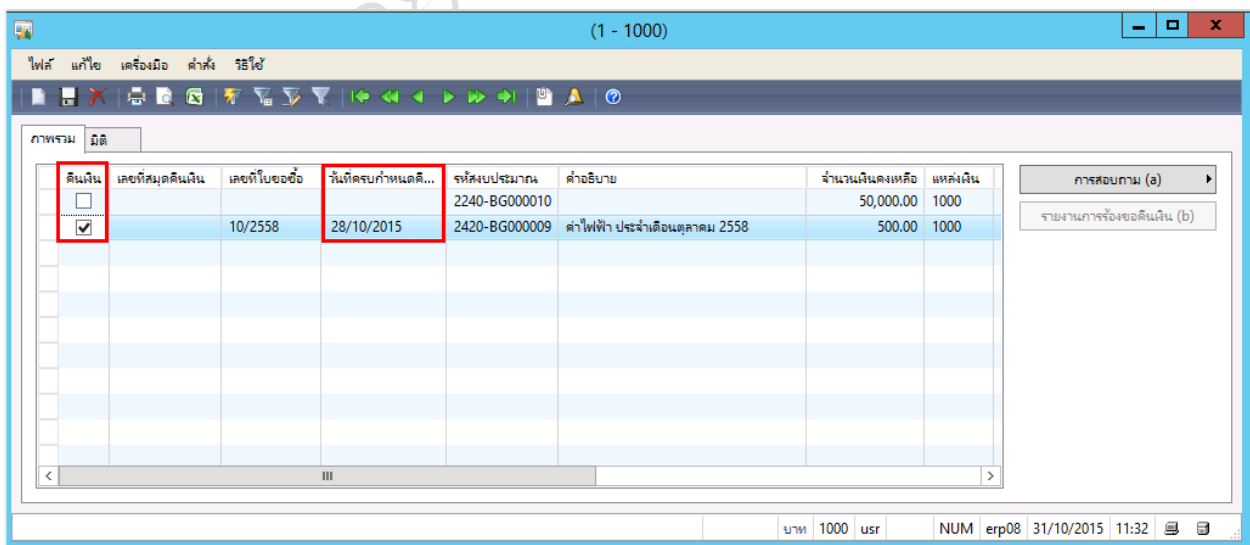 (1 - 1000)
ไฟล์ แก้ไข เครื่องมือ คำสั่ง วิธีใช้
ภาพรวม มิติ
คืนเงิน เลขที่สมุดคืนเงิน เลขที่ใบขอซื้อ วันที่ครบกำหนดคื... รหัสงบประมาณ คำอธิบาย จำนวนเงินคงเหลือ แหล่งเงิน
2240-BG000010 50,000.00 1000
10/2558 28/10/2015 2420-BG000009 ค่าไฟฟ้า ประจำเดือนตุลาคม 2558 500.00 1000
การสอบถาม (a)
รายงานการร้องขอคืนเงิน (b)
บาท 1000 usr NUM erp08 31/10/2015 11:32